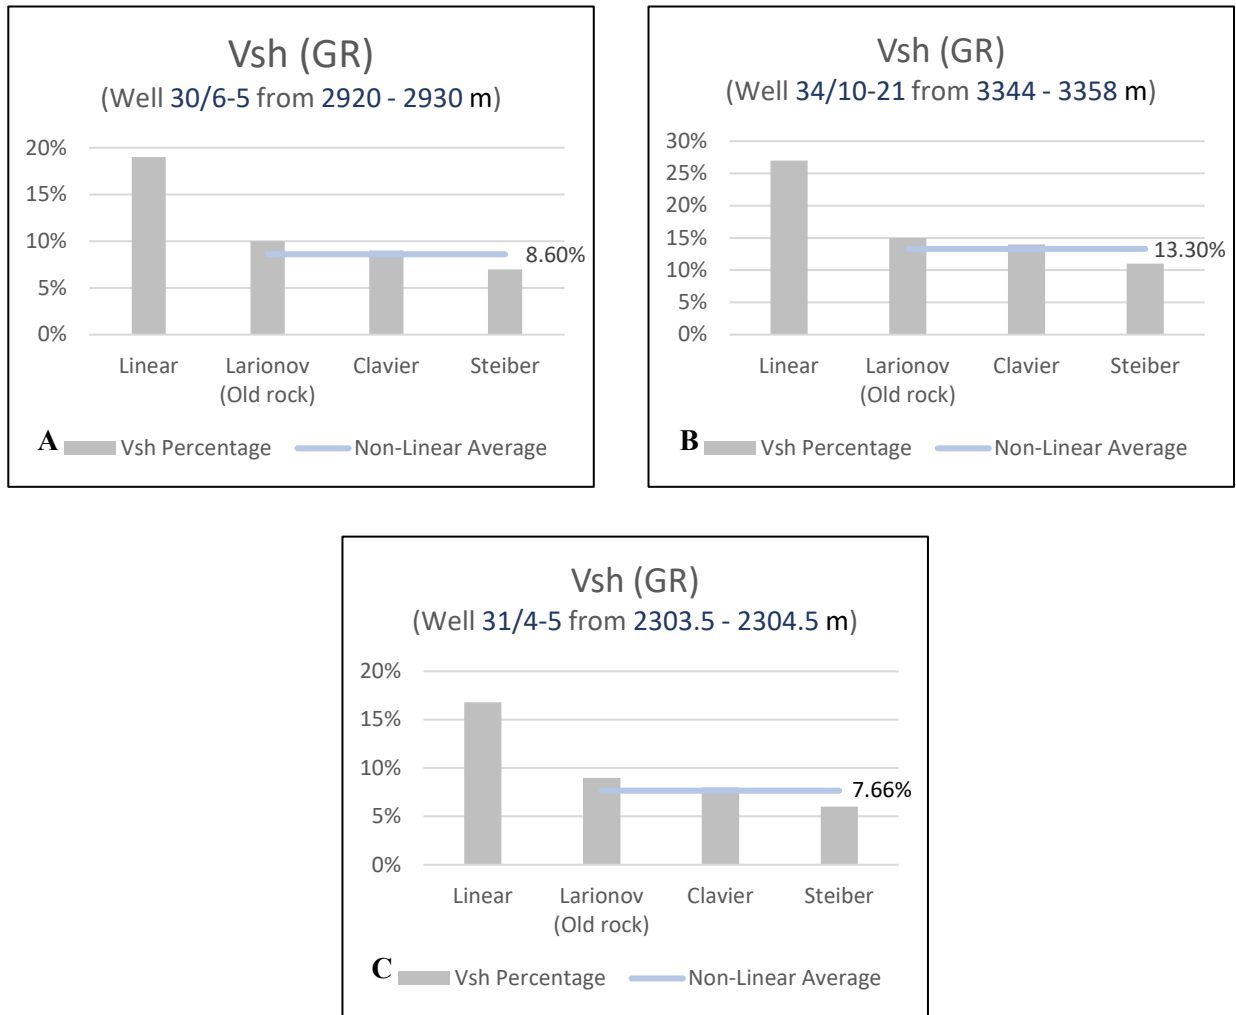 Vsh (GR)
(Well 30/6-5 from 2920 - 2930 m)
20%
15%
10%
5%
0%
8.60%
Linear
Larionov
(Old rock)
Clavier
Steiber
A
Vsh Percentage
Non-Linear Average
Vsh (GR)
(Well 34/10-21 from 3344 - 3358 m)
30%
25%
20%
15%
10%
5%
0%
13.30%
Linear
Larionov
(Old rock)
Clavier
Steiber
B
Vsh Percentage
Non-Linear Average
Vsh (GR)
(Well 31/4-5 from 2303.5 - 2304.5 m)
20%
15%
10%
5%
0%
7.66%
Linear
Larionov
(Old rock)
Clavier
Steiber
C
Vsh Percentage
Non-Linear Average